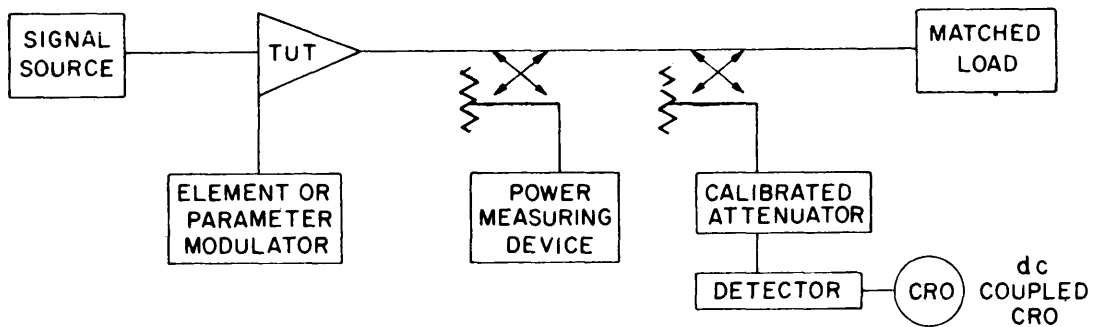 SIGNAL
SOURCE
TUT
MATCHED
LOAD
ELEMENT OR
PARAMETER
MODULATOR
POWER
MEASURING
DEVICE
CALIBRATED
ATTENUATOR
DETECTOR
CRO
dc
COUPLED
CRO